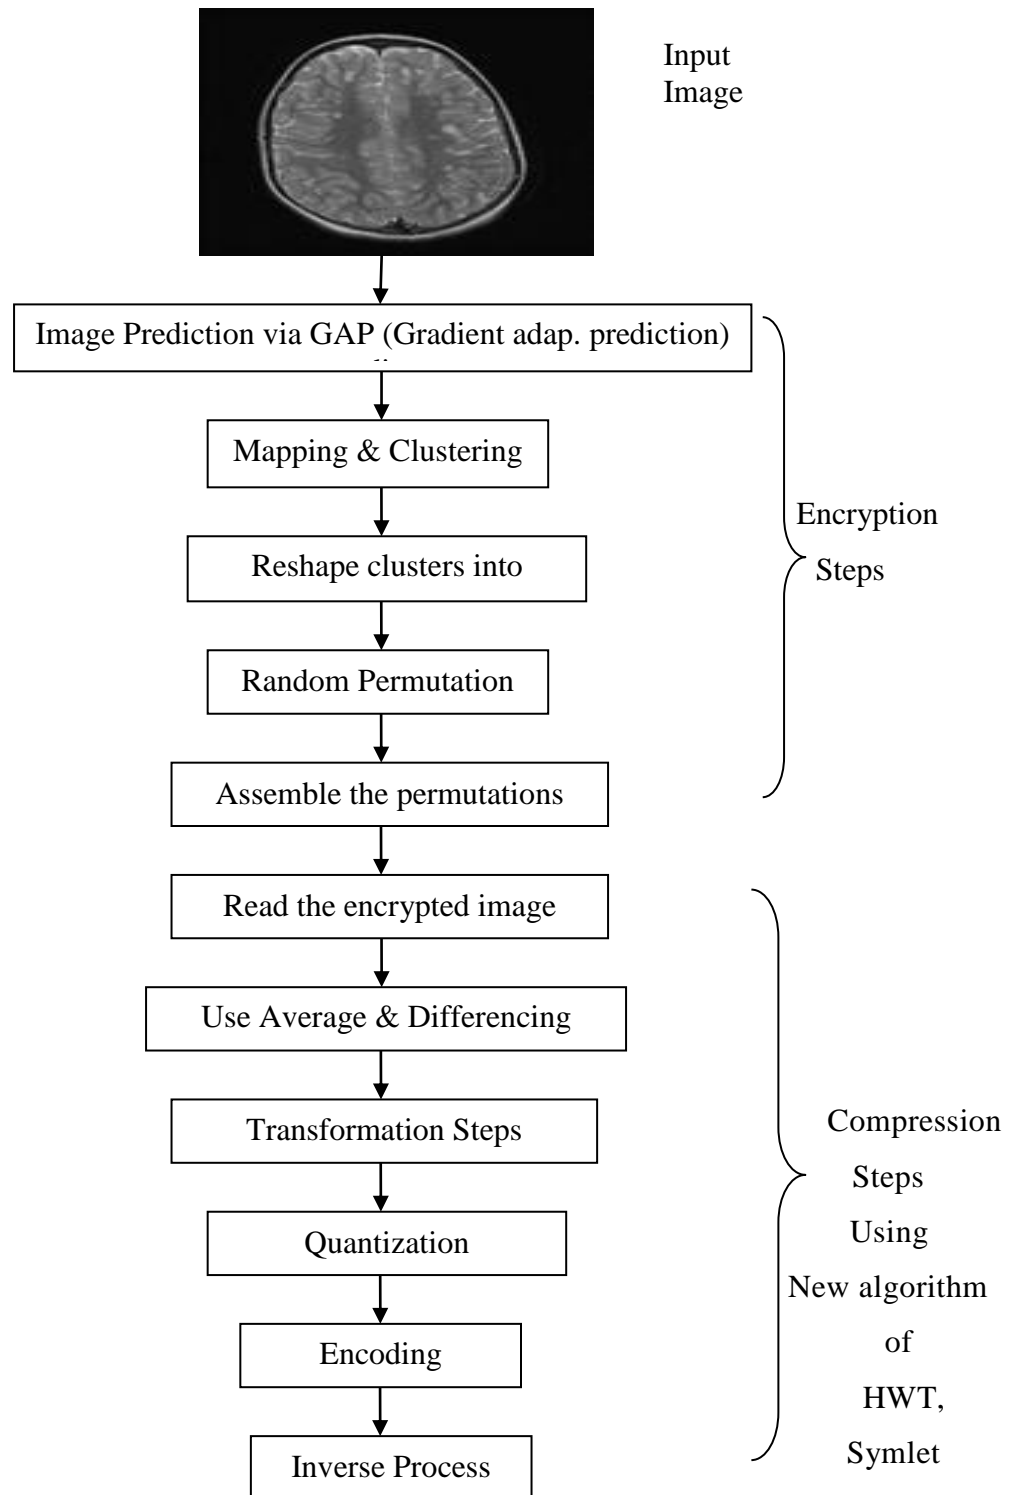 Input
Image
Image Prediction via GAP (Gradient adap. prediction)
Mapping & Clustering
Encryption
Steps
Reshape clusters into
Random Permutation
Assemble the permutations
Read the encrypted image
Use Average & Differencing
Transformation Steps
Quantization
Encoding
Inverse Process
Compression
Steps
Using
New algorithm
of
HWT,
Symlet